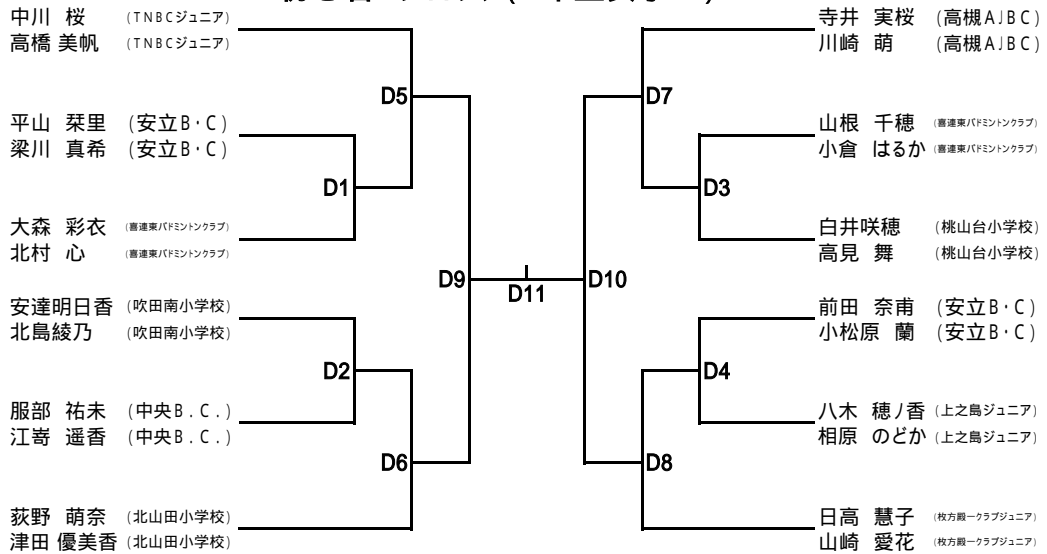 中川 桜 (TNBCジュニア)
高橋 美帆 (TNBCジュニア)
D5
平山 栞里 (安立B・C)
梁川 真希 (安立B・C)
D1
大森 彩衣 (喜連東バドミントンクラブ)
北村 心 (喜連東バドミントンクラブ)
D9
安達明日香 (吹田南小学校)
北島綾乃 (吹田南小学校)
D2
服部 祐未 (中央B.C.)
江嵜 遥香 (中央B.C.)
D6
荻野 萌奈 (北山田小学校)
津田 優美香 (北山田小学校)
D11
寺井 実桜 (高槻AJBC)
川崎 萌 (高槻AJBC)
D7
山根 千穂 (喜連東バドミントンクラブ)
小倉 はるか (喜連東バドミントンクラブ)
D3
白井咲穂 (桃山台小学校)
高見 舞 (桃山台小学校)
D10
前田 奈甫 (安立B・C)
小松原 蘭 (安立B・C)
D4
八木 穂ノ香 (上之島ジュニア)
相原 のどか (上之島ジュニア)
D8
日高 慧子 (枚方殿一クラブジュニア)
山崎 愛花 (枚方殿一クラブジュニア)